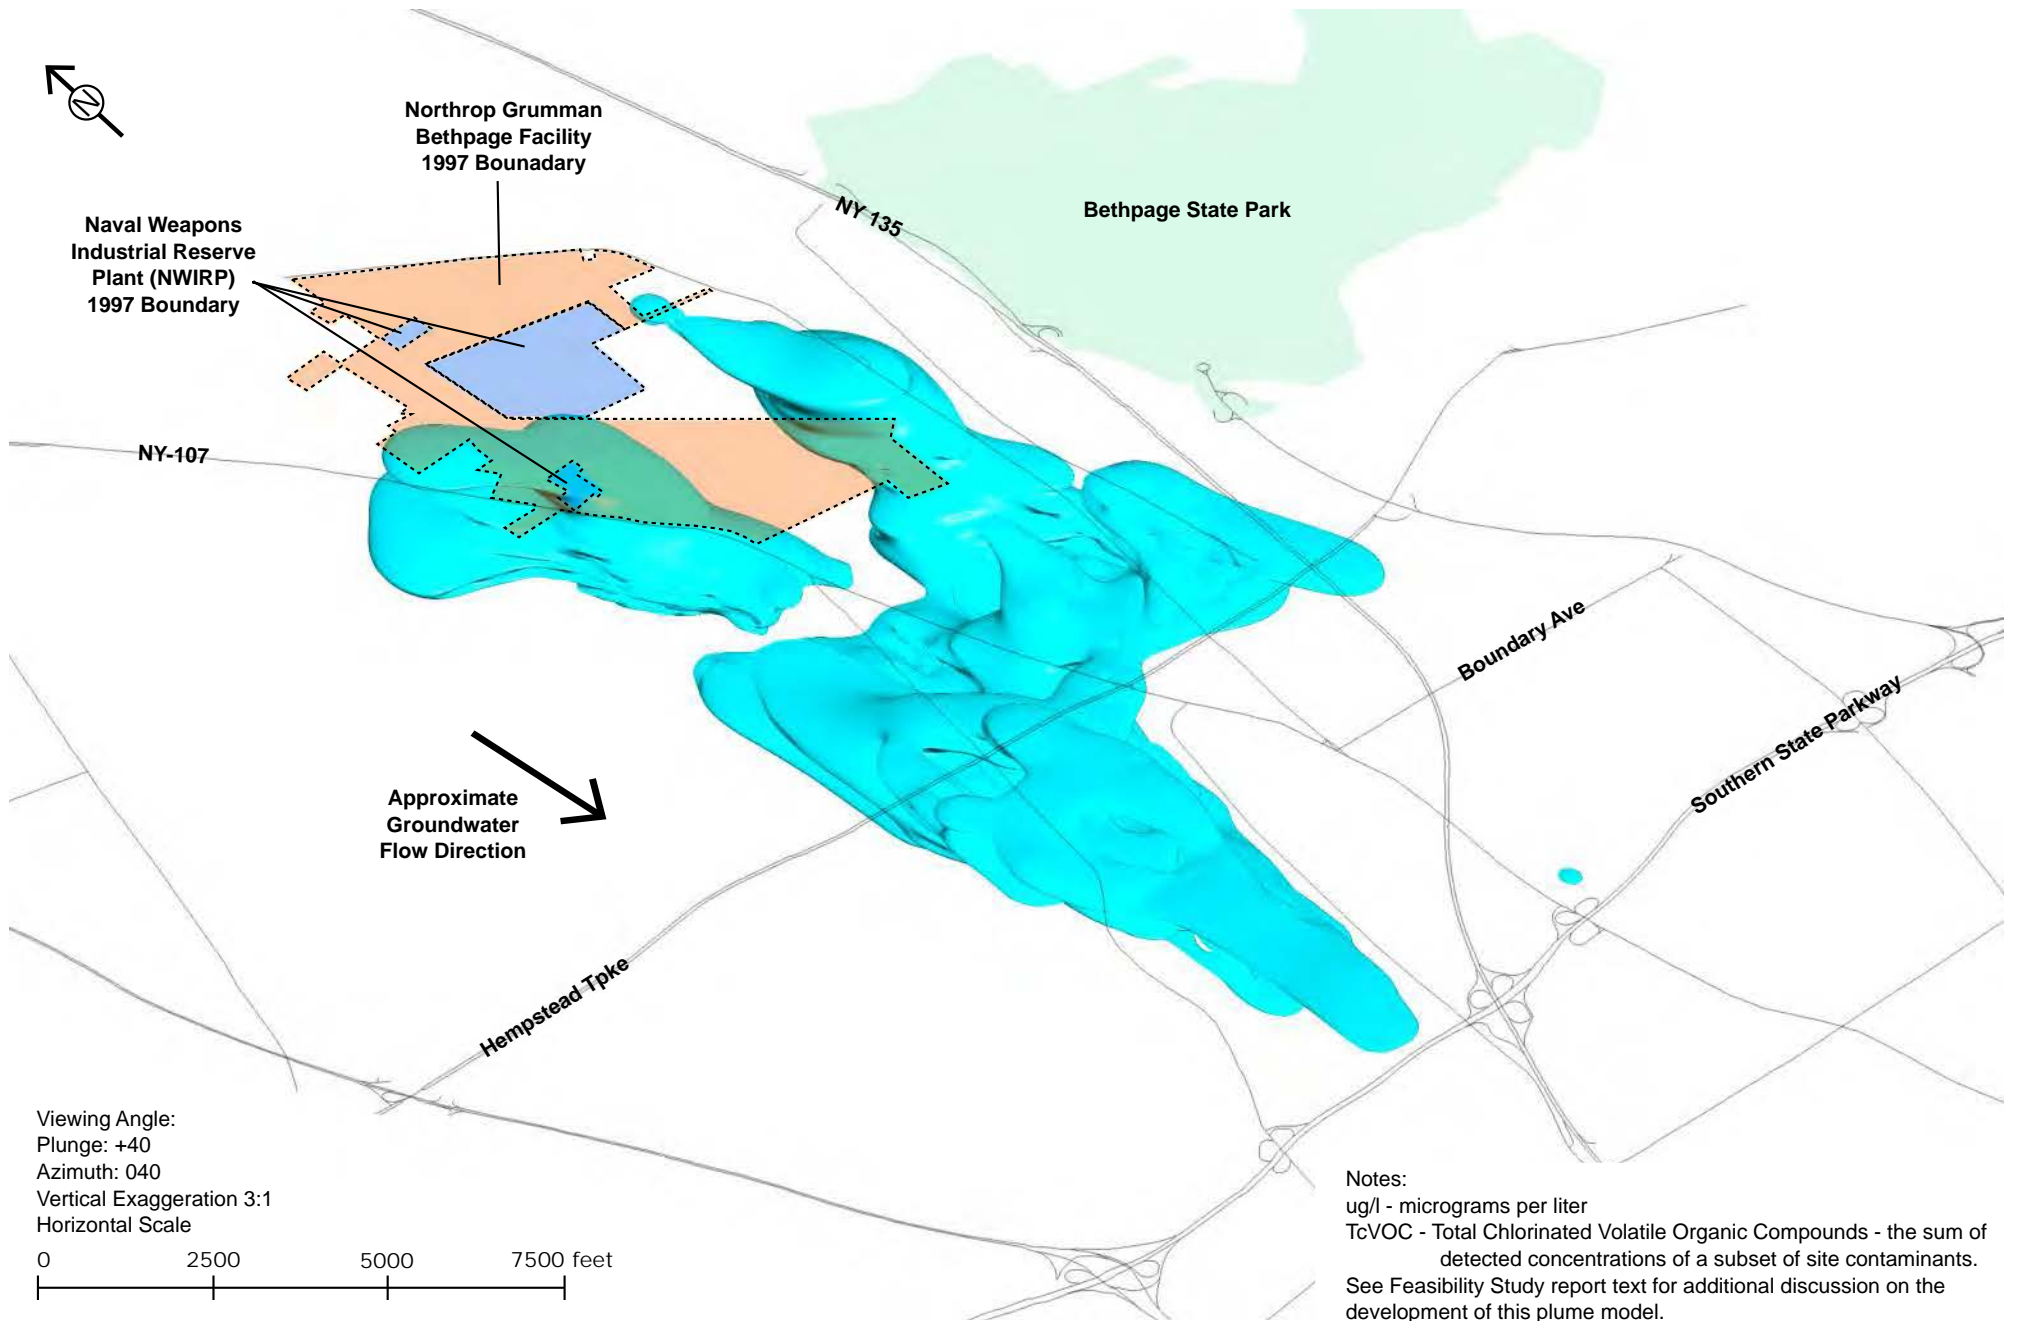 N
Northrop Grumman
Bethpage Facility
1997 Bounadary
Naval Weapons
Industrial Reserve
Plant (NWIRP)
1997 Boundary
NY 135
Bethpage State Park
NY-107
Boundary Ave
Southern State Parkway
Approximate
Groundwater
Flow Direction
Hempstead Tpke
Viewing Angle:
Plunge: +40
Azimuth: 040
Vertical Exaggeration 3:1
Horizontal Scale
0 2500 5000 7500 feet
Notes:
ug/l - micrograms per liter
TcVOC - Total Chlorinated Volatile Organic Compounds - the sum of
detected concentrations of a subset of site contaminants.
See Feasibility Study report text for additional discussion on the
development of this plume model.